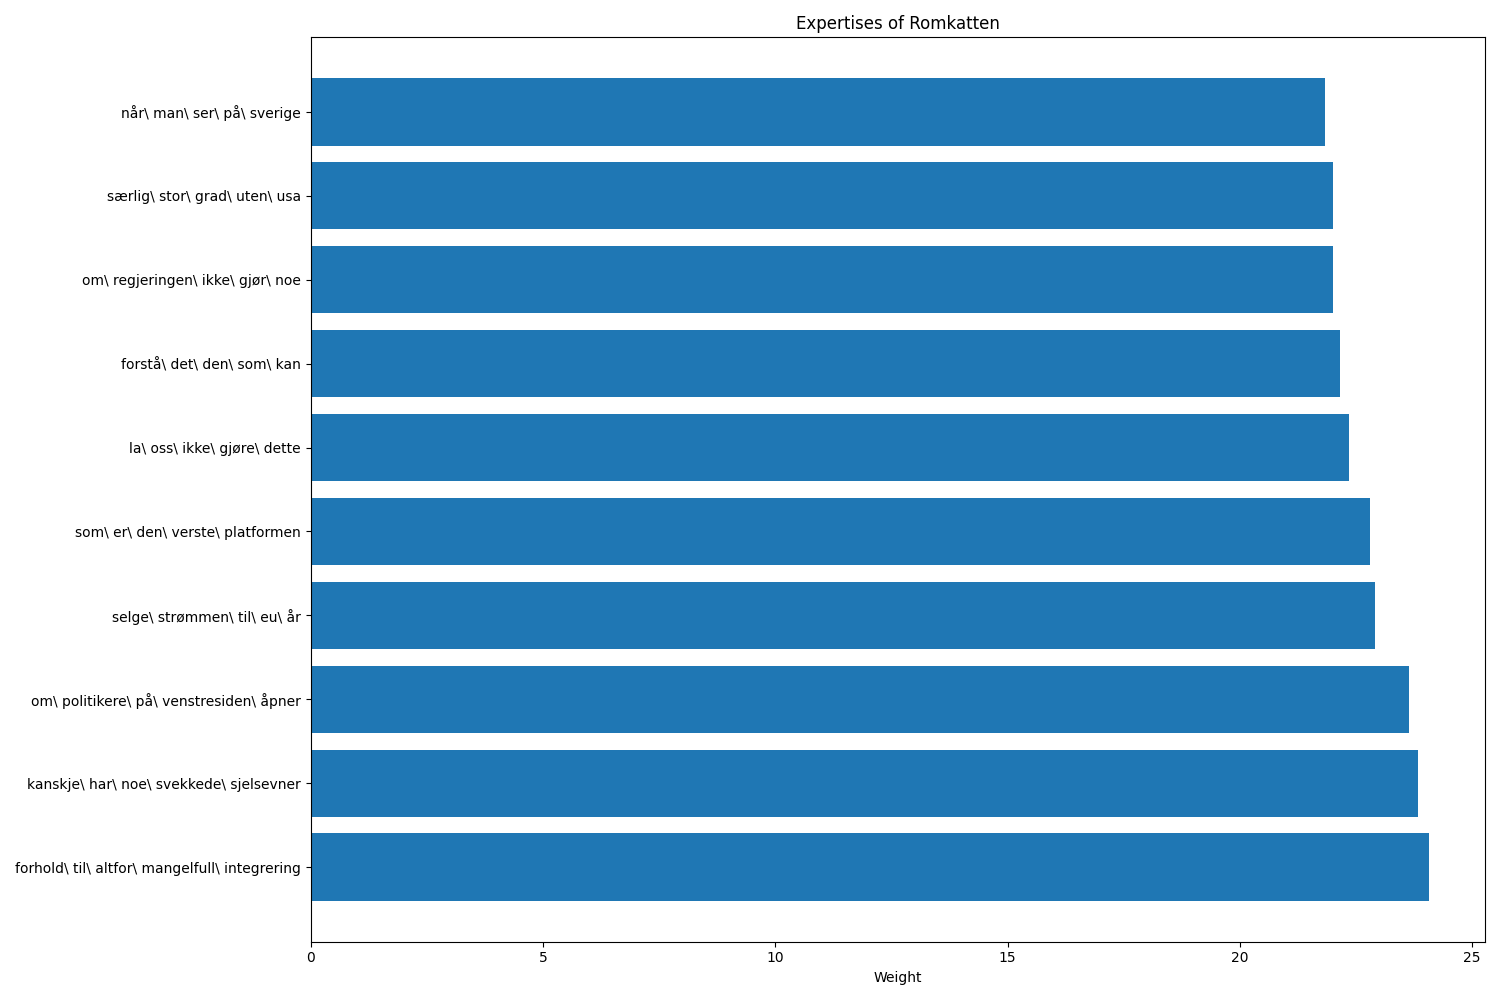 Expertises of Romkatten
når\ man\ ser\ på\ sverige
særlig\ stor\ grad\ uten\ usa
om\ regjeringen\ ikke\ gjør\ noe
forstå\ det\ den\ som\ kan
la\ oss\ ikke\ gjøre\ dette
som\ er\ den\ verste\ platformen
selge\ strømmen\ til\ eu\ år
om\ politikere\ på\ venstresiden\ åpner
kanskje\ har\ noe\ svekkede\ sjelsevner
forhold\ til\ altfor\ mangelfull\ integrering
0 5 10 15 20 25
Weight